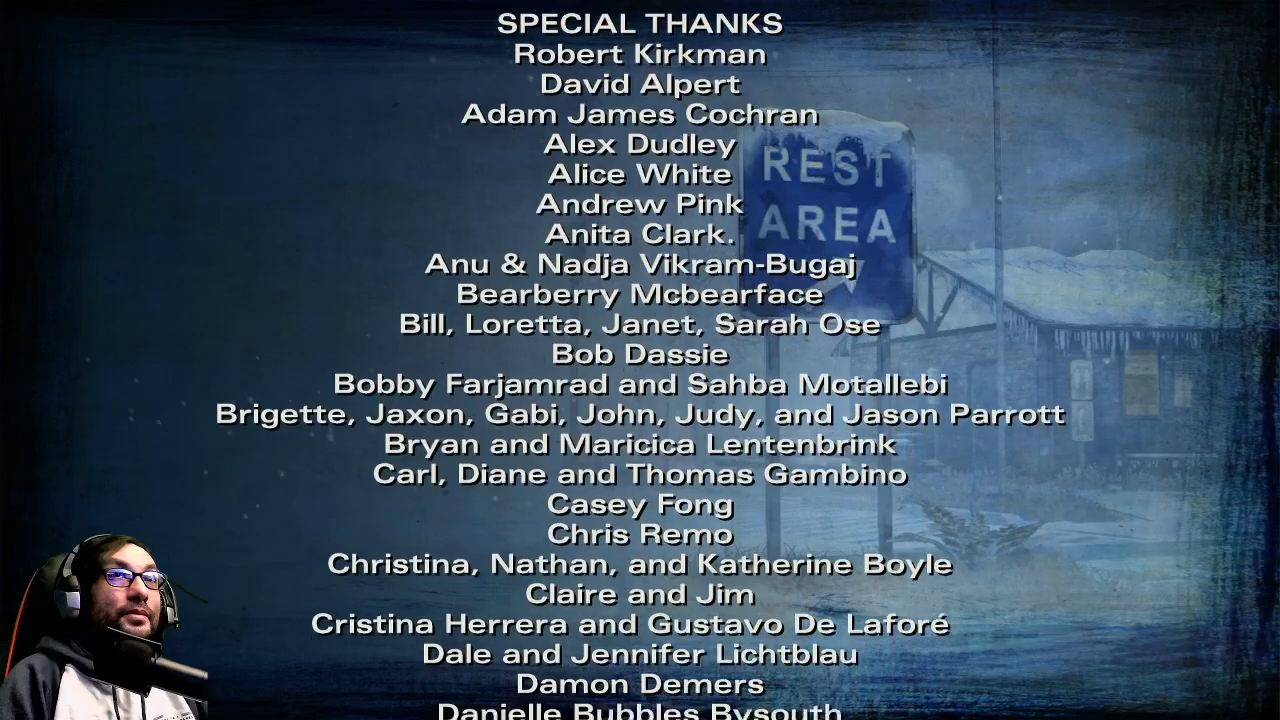 SPECIAL THANKS
Robert Kirkman
David Alpert
Adam James Cochran
Alex Dudley
Alice White
Andrew Pink
Anita Clark.
Anu & Nadja Vikram-Bugaj
Bearberry Mcbearface
Bill, Loretta, Janet, Sarah Ose
Bob Dassie
Bobby Farjamrad and Sahba Motallebi
Brigette, Jaxon, Gabi, John, Judy, and Jason Parrott
Bryan and Maricica Lentenbrink
Carl, Diane and Thomas Gambino
Casey Fong
Chris Remo
Christina, Nathan, and Katherine Boyle
Claire and Jim
Cristina Herrera and Gustavo De Laforé
Dale and Jennifer Lichtblau
Damon Demers
Danielle Bubbles Bysouth
REST
AREA